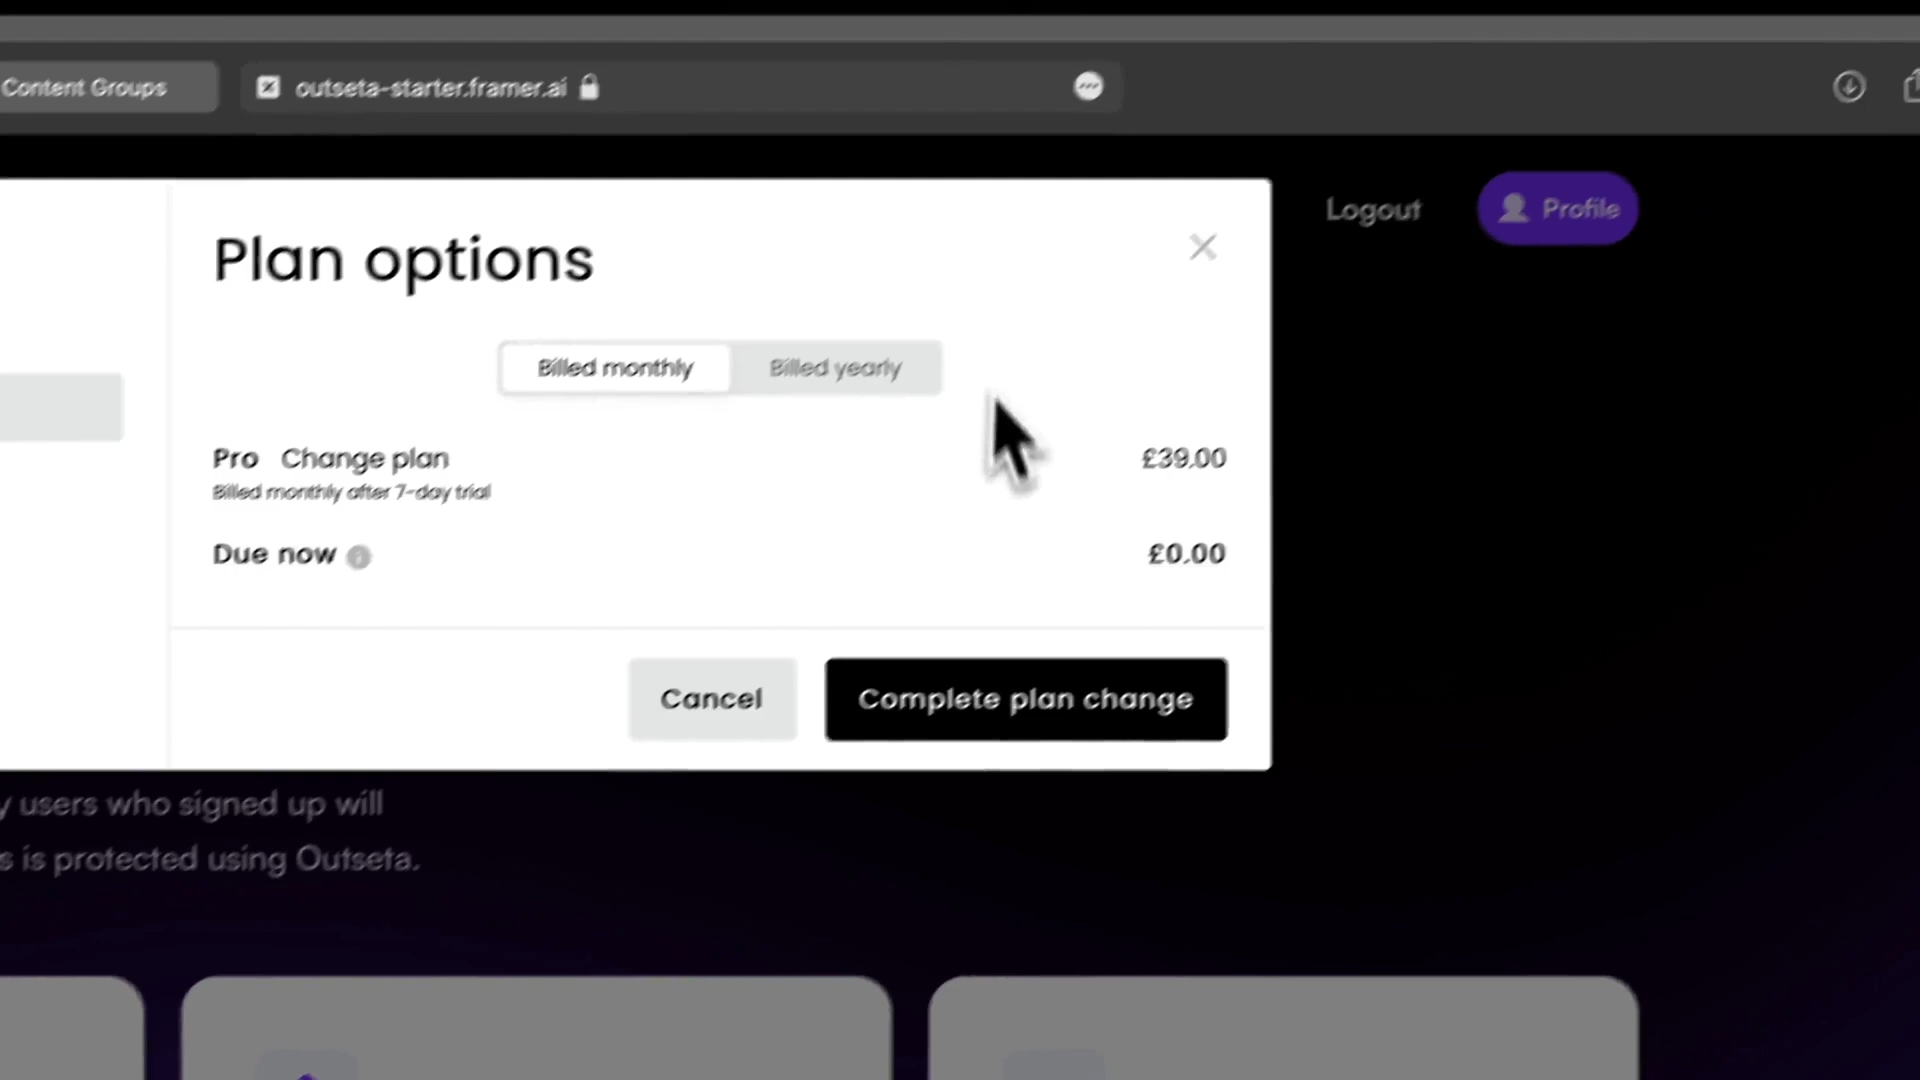 Content Groups
outseta-starter.framer.ai
Logout
Profile
Plan options
Billed monthly
Billed yearly
Pro Change plan
£39.00
Billed monthly after 7-day trial
Due now
£0.00
Cancel
Complete plan change
users who signed up will
is protected using Outseta.